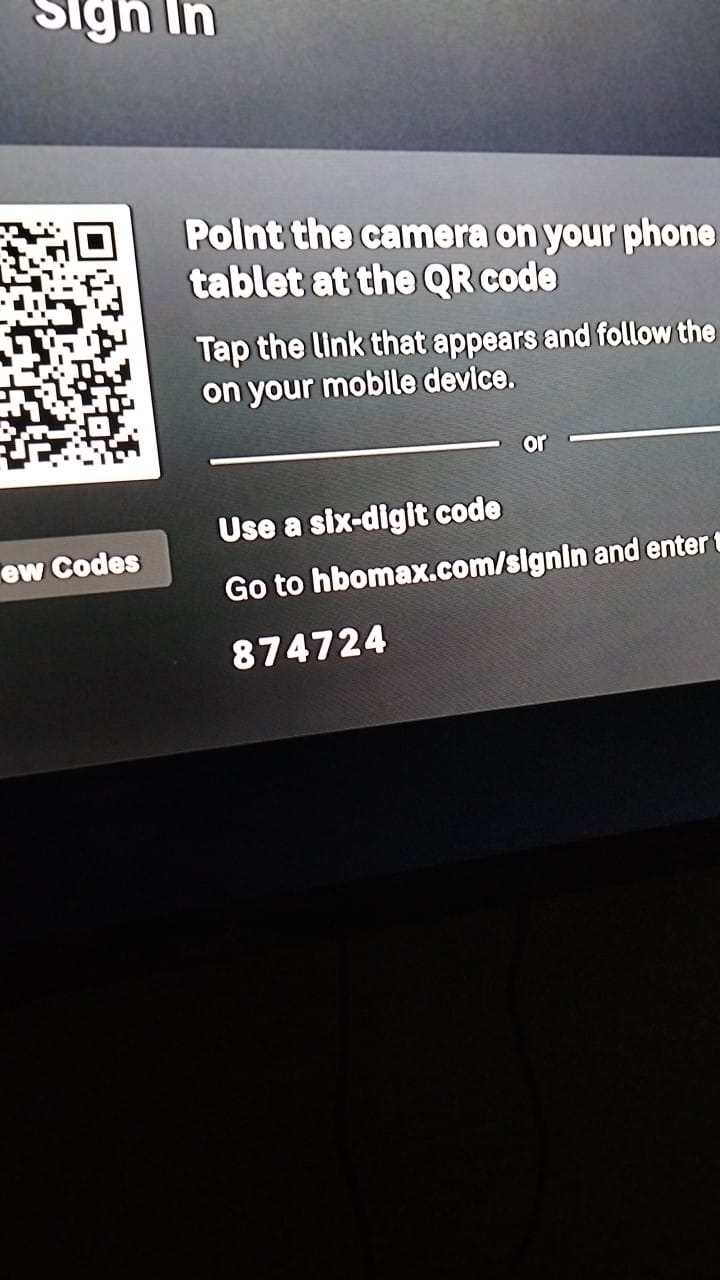 Sign In
Point the camera on your phone
tablet at the QR code
Tap the link that appears and follow the
on your mobile device.
or
Use a six-digit code
Go to hbomax.com/signin and enter
874724
Codes